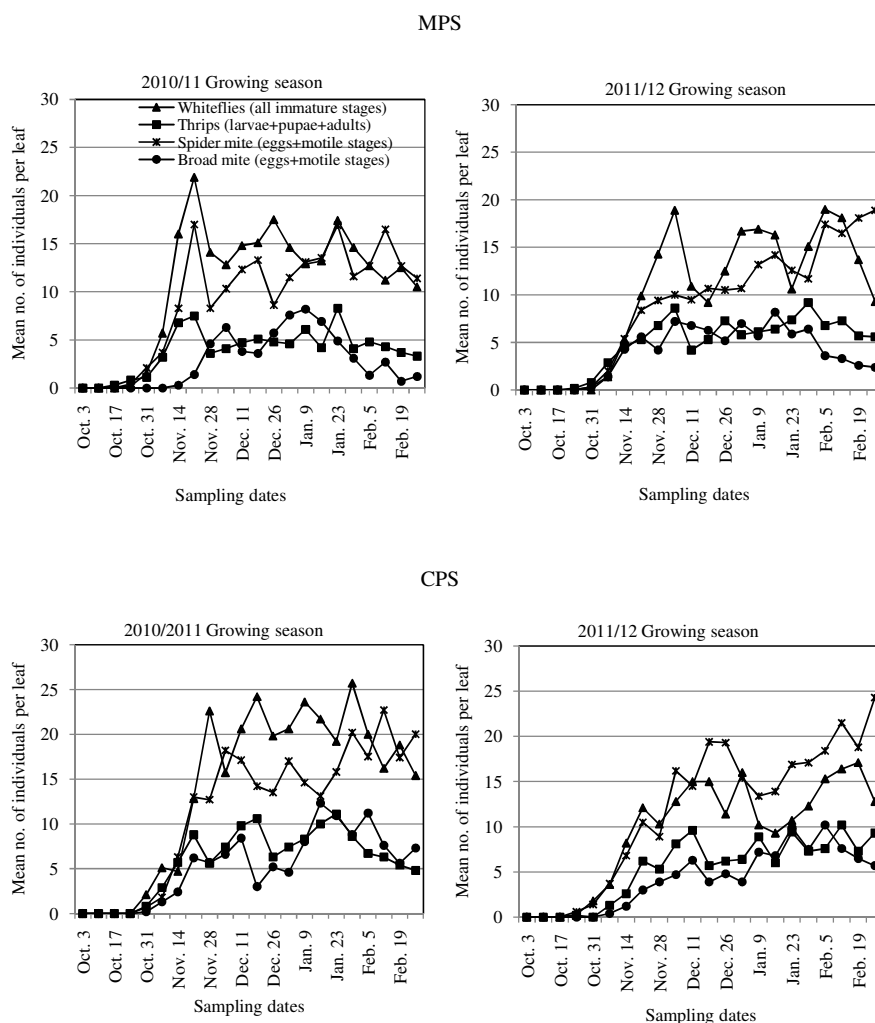 MPS
2010/11 Growing season
Mean no. of individuals per leaf
30
25
20
15
10
5
0
Whiteflies (all immature stages)
Thrips (larvae+pupae+adults)
Spider mite (eggs+motile stages)
Broad mite (eggs+motile stages)
Oct. 3
Oct. 17
Oct. 31
Nov. 14
Nov. 28
Dec. 11
Dec. 26
Jan. 9
Jan. 23
Feb. 5
Feb. 19
Sampling dates
2011/12 Growing season
Mean no. of individuals per leaf
30
25
20
15
10
5
0
Oct. 3
Oct. 17
Oct. 31
Nov. 14
Nov. 28
Dec. 11
Dec. 26
Jan. 9
Jan. 23
Feb. 5
Feb. 19
Sampling dates
CPS
2010/2011 Growing season
Mean no. of individuals per leaf
30
25
20
15
10
5
0
Oct. 3
Oct. 17
Oct. 31
Nov. 14
Nov. 28
Dec. 11
Dec. 26
Jan. 9
Jan. 23
Feb. 5
Feb. 19
Sampling dates
2011/12 Growing season
Mean no. of individuals per leaf
30
25
20
15
10
5
0
Oct. 3
Oct. 17
Oct. 31
Nov. 14
Nov. 28
Dec. 11
Dec. 26
Jan. 9
Jan. 23
Feb. 5
Feb. 19
Sampling dates